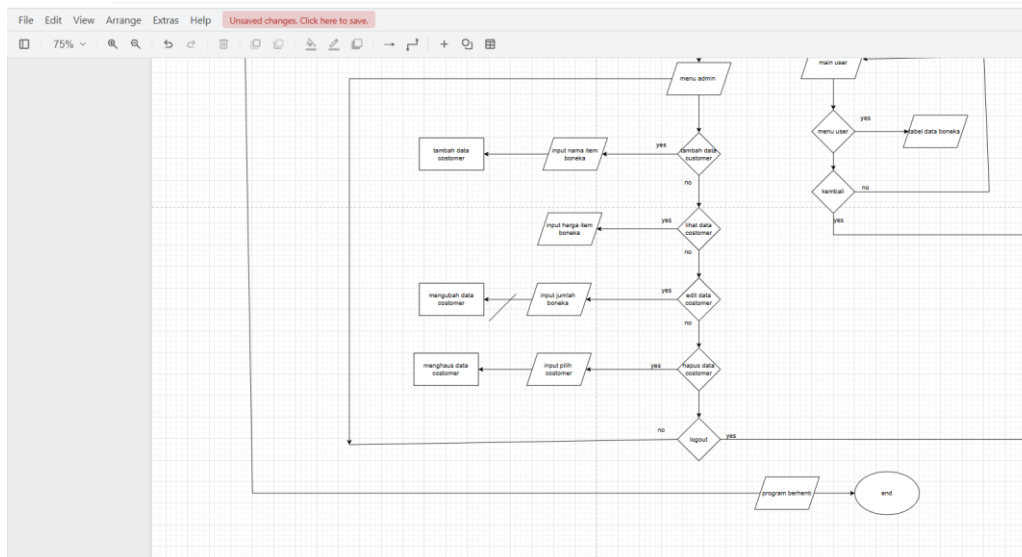 File Edit View Arrange Extras Help Unsaved changes. Click here to save.
75%
main user
menu admin
yes
menu user
tabel data boneka
tambah data
costomer
input nama item
boneka
yes
tambah data
customer
no
kembali
no
yes
input harga item
boneka
yes
lihat data
costomer
no
mengubah data
costomer
input jumlah
boneka
yes
edit data
costomer
no
menghaus data
costomer
input pilih
costomer
yes
hapus data
costomer
no
logout
yes
program berhenti
end